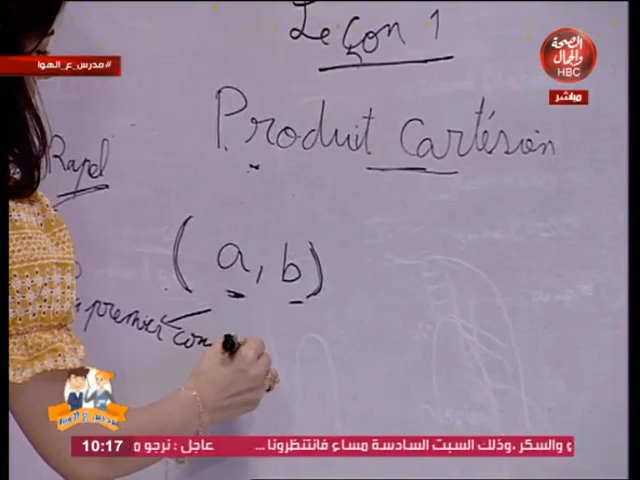 Leçon 1
الصحة
والجمال
HBC
#مدرس_ع_الهوا
مباشر
Produit cartésien
Rapel
(a, b)
premier com
10:17
عاجل : نرجو م
ء والسكر ،وذلك السبت السادسة مساءً فانتظرونا ...